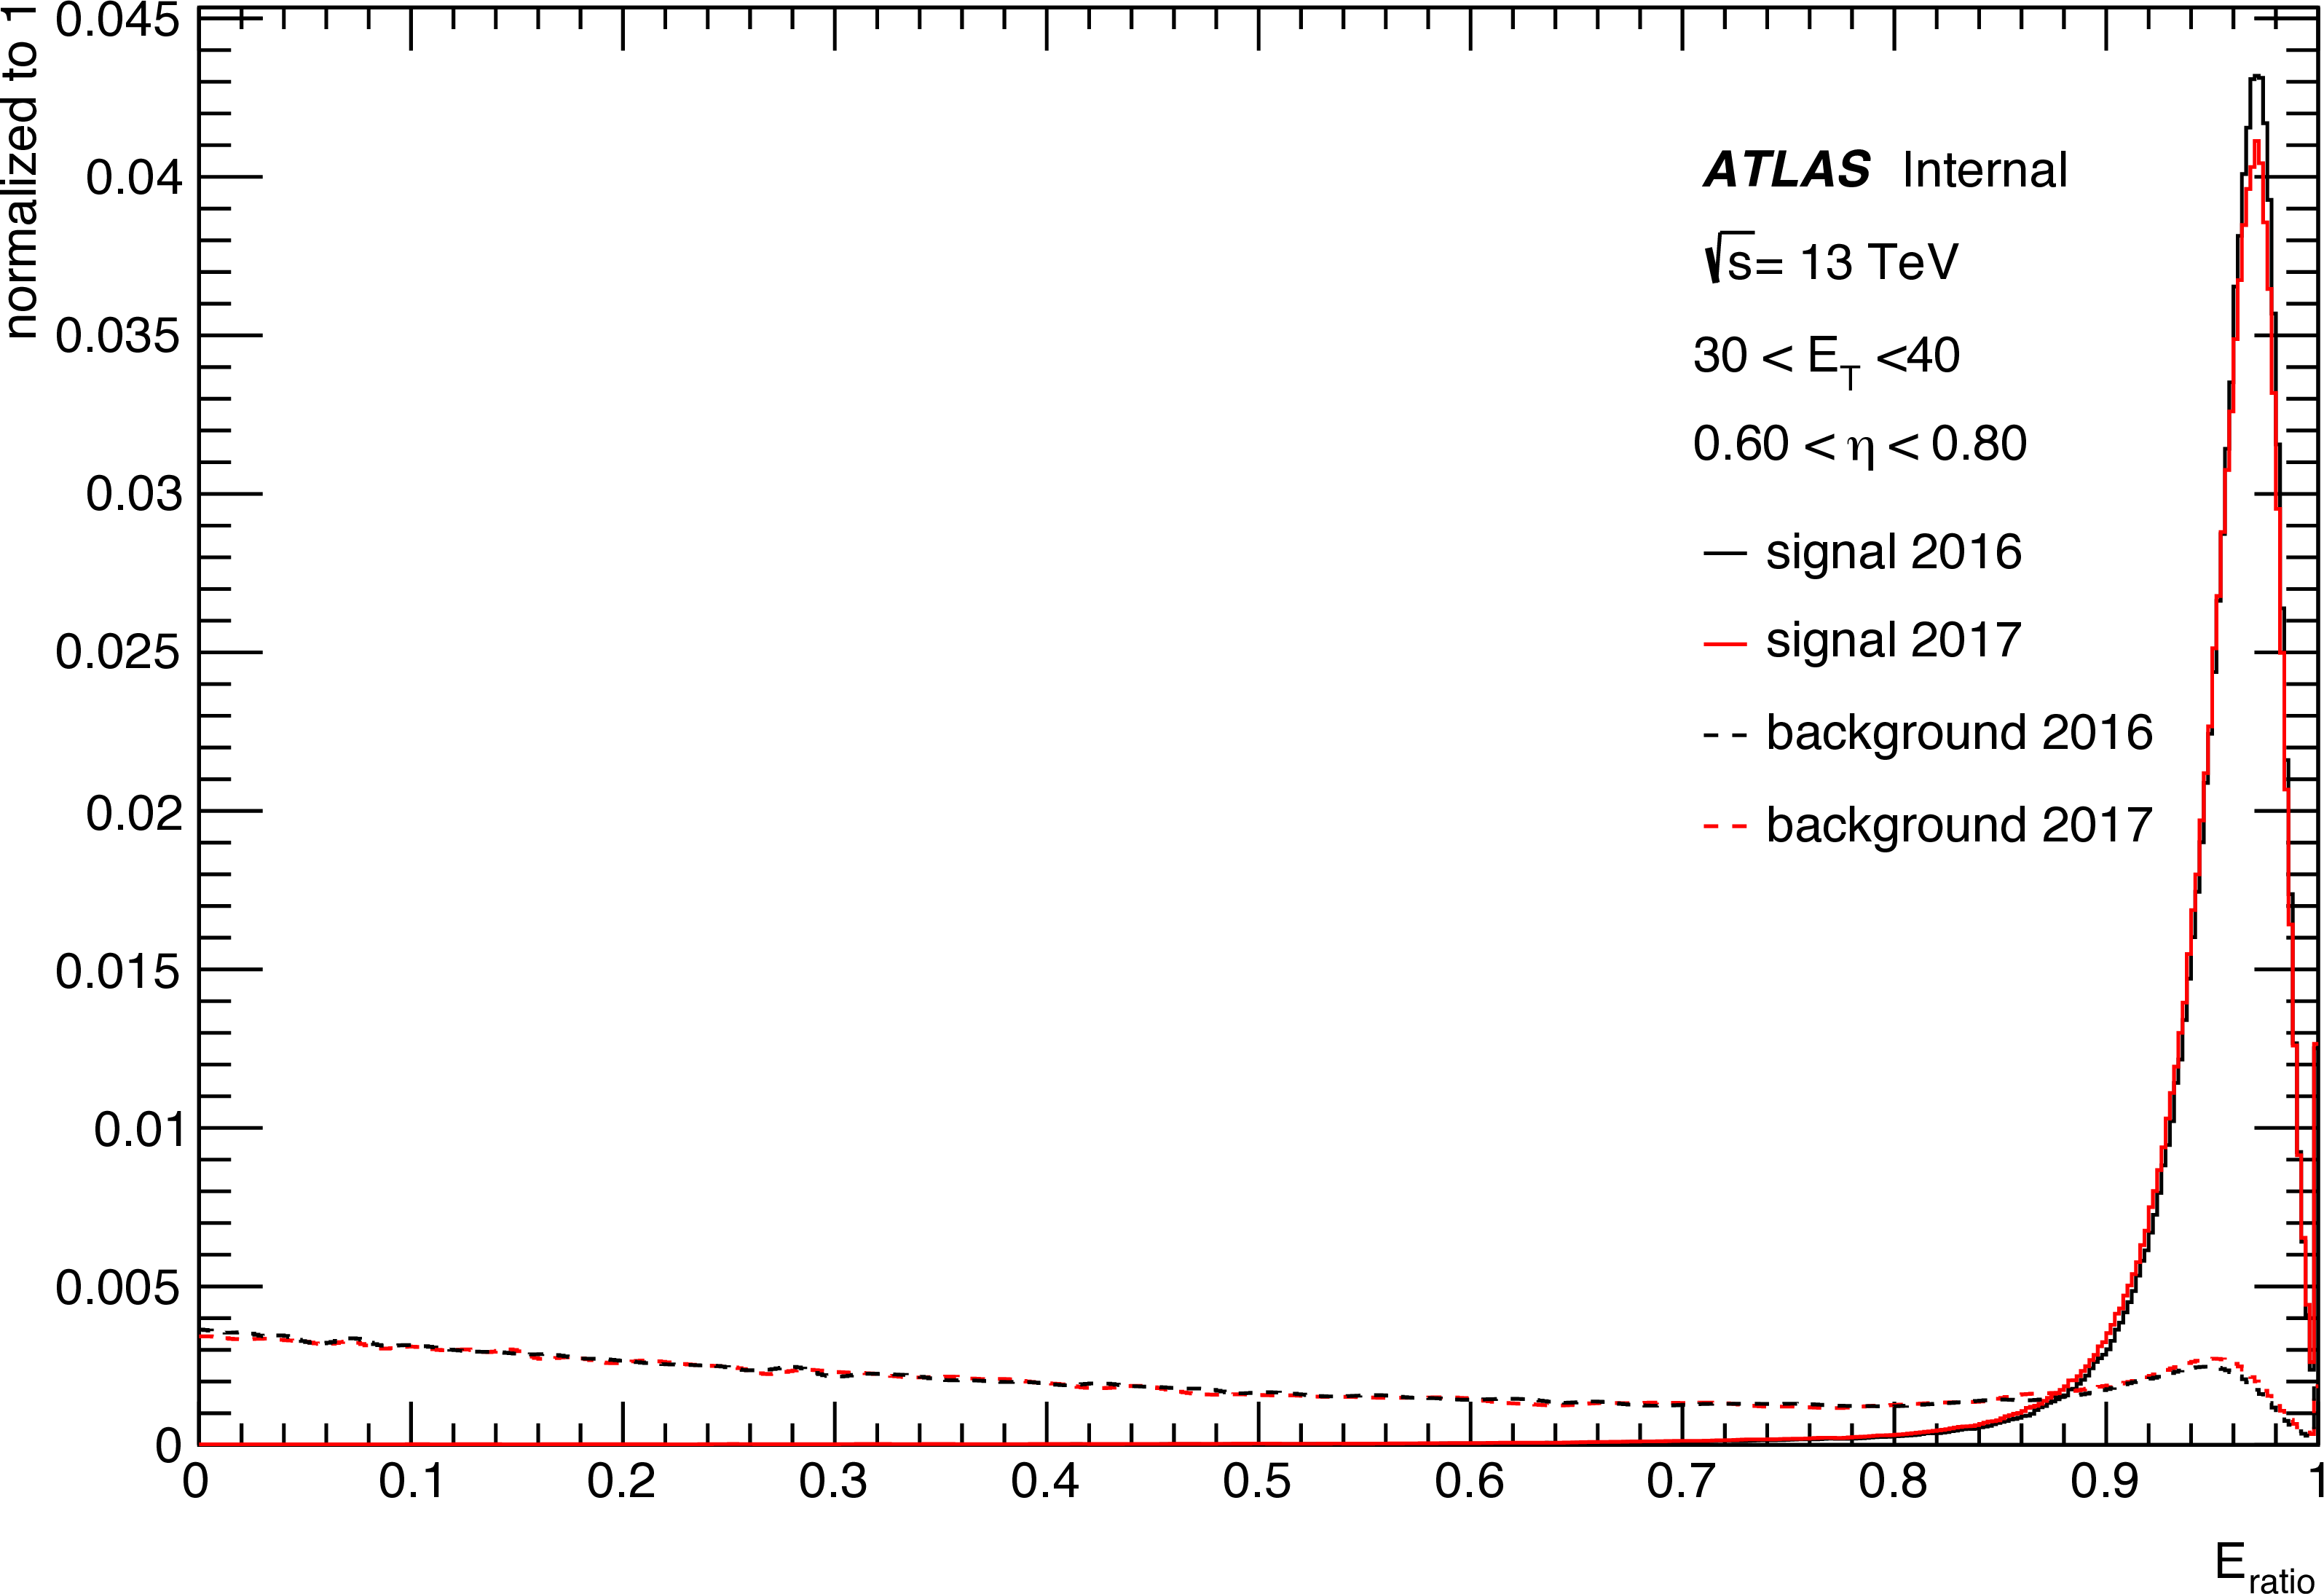 normalized to 1
0.045
0.04
0.035
0.03
0.025
0.02
0.015
0.01
0.005
0
ATLAS Internal
√s= 13 TeV
30 < E_T <40
0.60 < η < 0.80
signal 2016
signal 2017
background 2016
background 2017
0 0.1 0.2 0.3 0.4 0.5 0.6 0.7 0.8 0.9 1
E_ratio